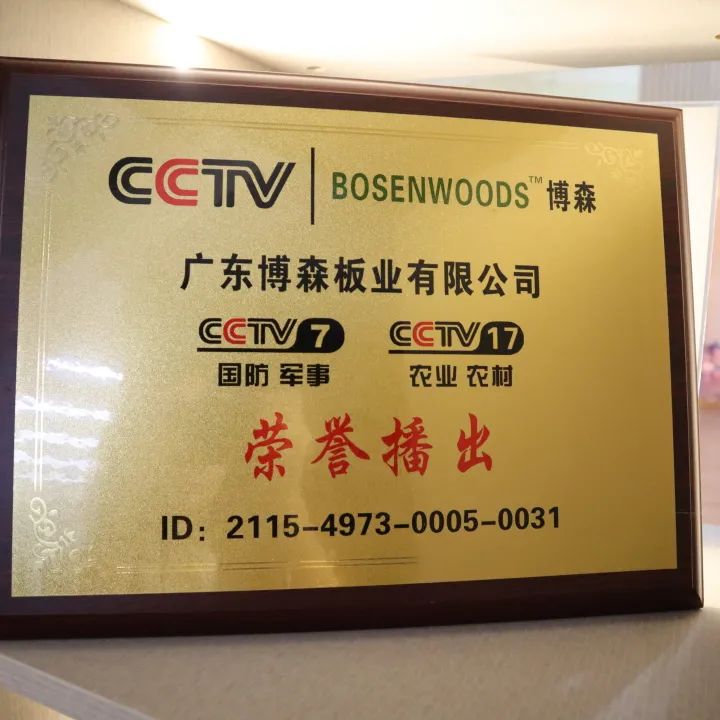 CCTV | BOSENWOODS™ 博森
广东博森板业有限公司
CCTV 7 CCTV 17
国防 军事 农业 农村
荣誉播出
ID: 2115-4973-0005-0031